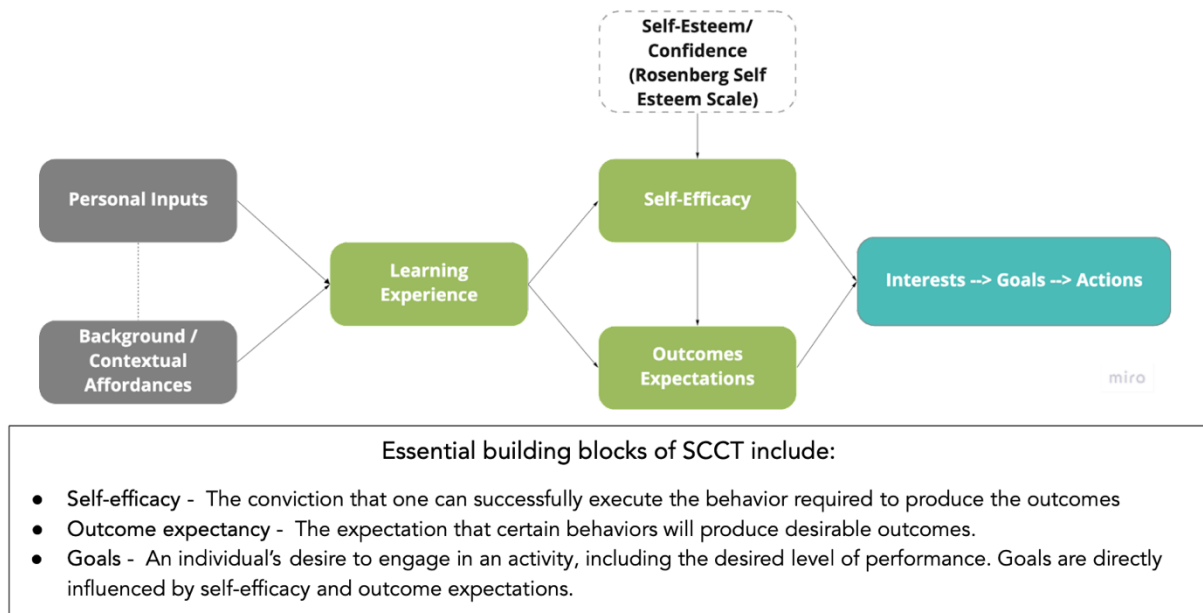 Self-Esteem/
Confidence
(Rosenberg Self
Esteem Scale)
Personal Inputs
Self-Efficacy
Learning
Experience
Interests --> Goals --> Actions
Background /
Contextual
Affordances
Outcomes
Expectations
miro
Essential building blocks of SCCT include:
● Self-efficacy - The conviction that one can successfully execute the behavior required to produce the outcomes
● Outcome expectancy - The expectation that certain behaviors will produce desirable outcomes.
● Goals - An individual's desire to engage in an activity, including the desired level of performance. Goals are directly
influenced by self-efficacy and outcome expectations.